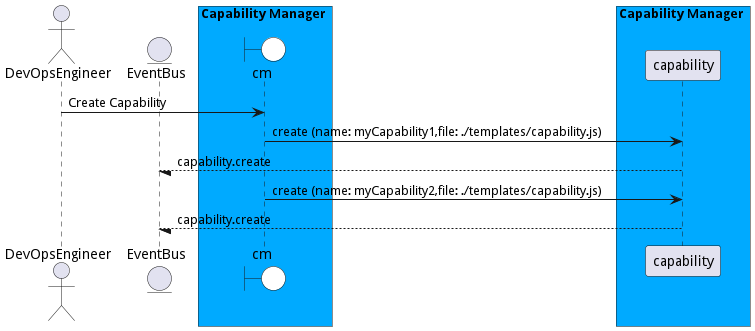 Capability Manager
Capability Manager
DevOpsEngineer
EventBus
cm
capability
Create Capability
create (name: myCapability1,file: ./templates/capability.js)
capability.create
create (name: myCapability2,file: ./templates/capability.js)
capability.create
DevOpsEngineer
EventBus
cm
capability